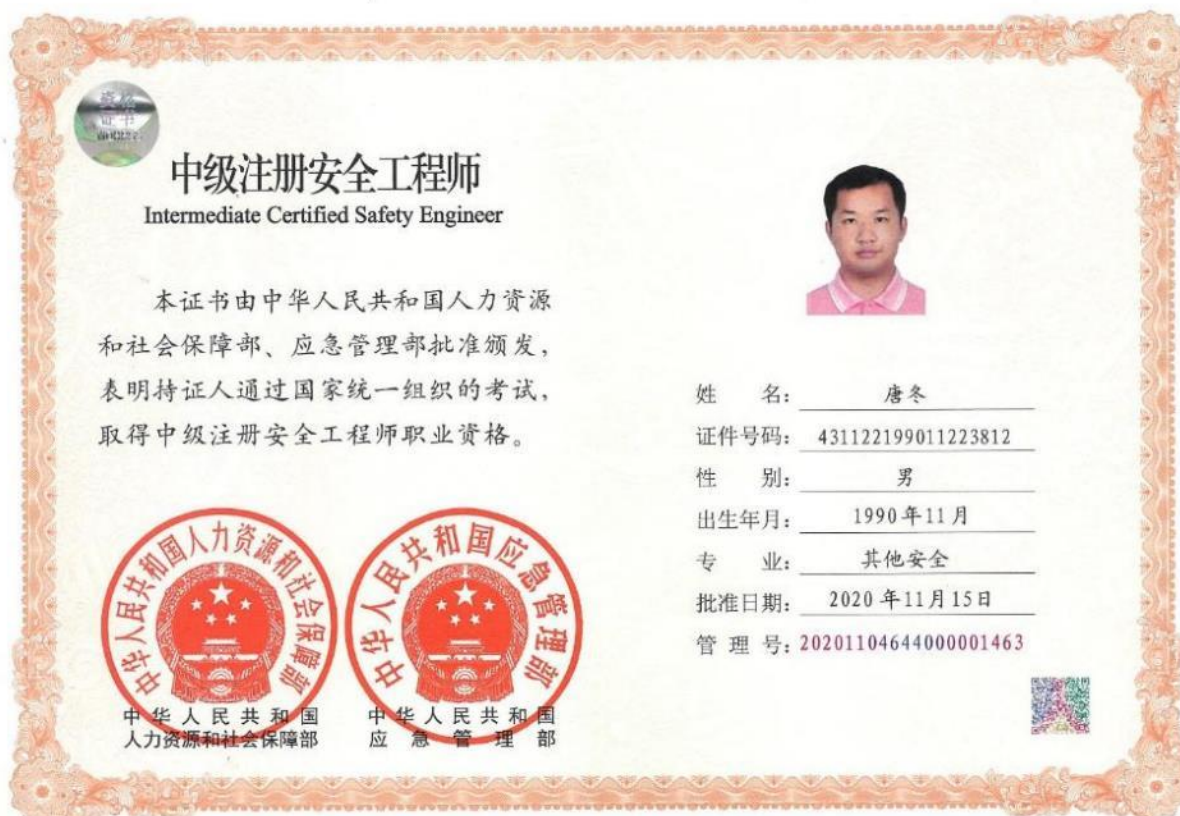 资格
证书
中级注册安全工程师
Intermediate Certified Safety Engineer
本证书由中华人民共和国人力资源
和社会保障部、应急管理部批准颁发，
表明持证人通过国家统一组织的考试，
取得中级注册安全工程师职业资格。
中华人民共和国人力资源和社会保障部
中华人民共和国
人力资源和社会保障部
中华人民共和国应急管理部
中华人民共和国
应急管理部
姓名：唐冬
证件号码：431122199011223812
性别：男
出生年月：1990年11月
专业：其他安全
批准日期：2020年11月15日
管理号：20201104644000001463